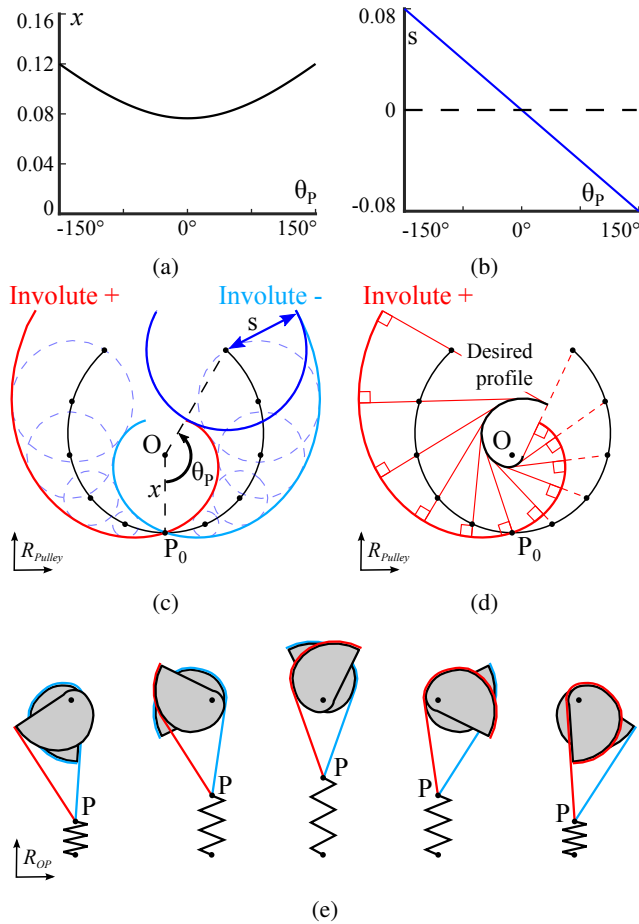 0.16
x
0.12
0.08
0.04
0
θP
-150° 0° 150°
(a)
0.08
s
0
-0.08
θP
-150° 0° 150°
(b)
Involute + Involute -
s
O
x
θP
P0
RPulley
(c)
Involute +
Desired
profile
O
P0
RPulley
(d)
P
P
P
P
P
ROP
(e)